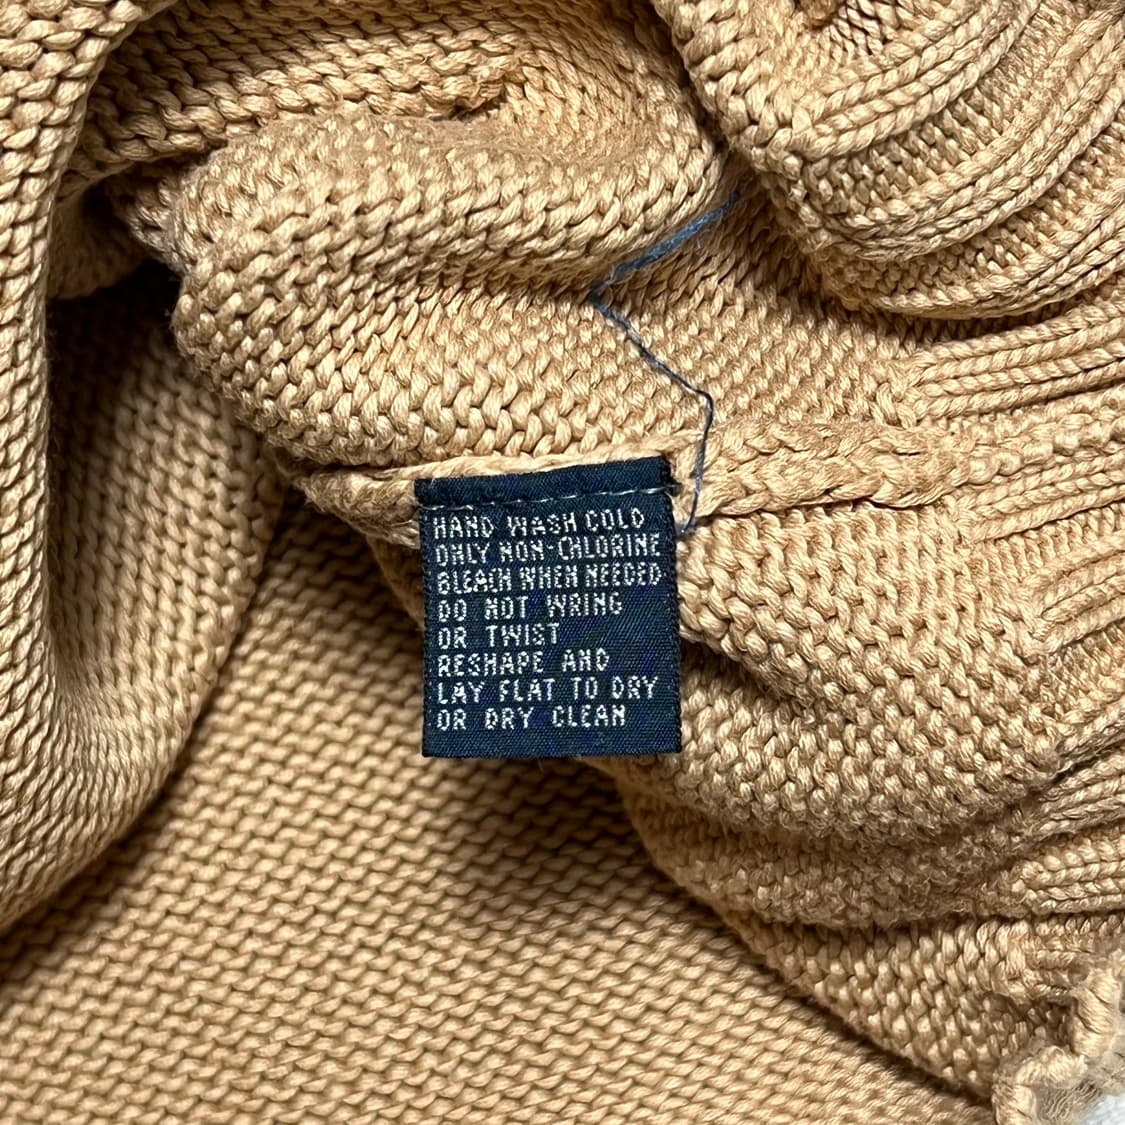 HAND WASH COLD
ONLY NON-CHLORINE
BLEACH WHEN NEEDED
DO NOT WRING
OR TWIST
RESHAPE AND
LAY FLAT TO DRY
OR DRY CLEAN